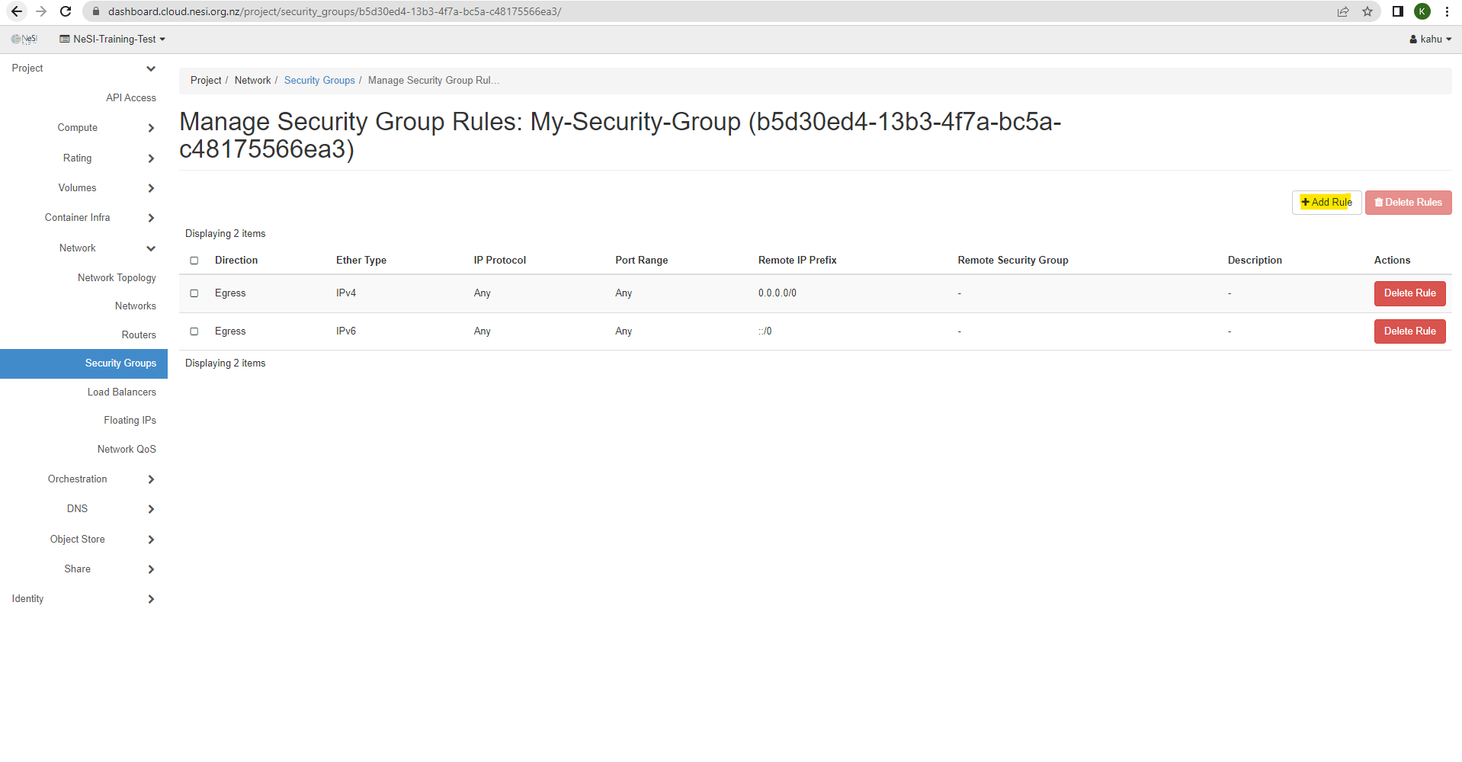 dashboard.cloud.nesi.org.nz/project/security_groups/b5d30ed4-13b3-4f7a-bc5a-c48175566ea3/
K
NeSI
NeSI-Training-Test
kahu
Project
API Access
Compute
Rating
Volumes
Container Infra
Network
Network Topology
Networks
Routers
Security Groups
Load Balancers
Floating IPs
Network QoS
Orchestration
DNS
Object Store
Share
Identity
Project / Network / Security Groups / Manage Security Group Rul...
Manage Security Group Rules: My-Security-Group (b5d30ed4-13b3-4f7a-bc5a-
c48175566ea3)
+ Add Rule Delete Rules
Displaying 2 items
Direction Ether Type IP Protocol Port Range Remote IP Prefix Remote Security Group Description Actions
Egress IPv4 Any Any 0.0.0.0/0 - - Delete Rule
Egress IPv6 Any Any ::/0 - - Delete Rule
Displaying 2 items